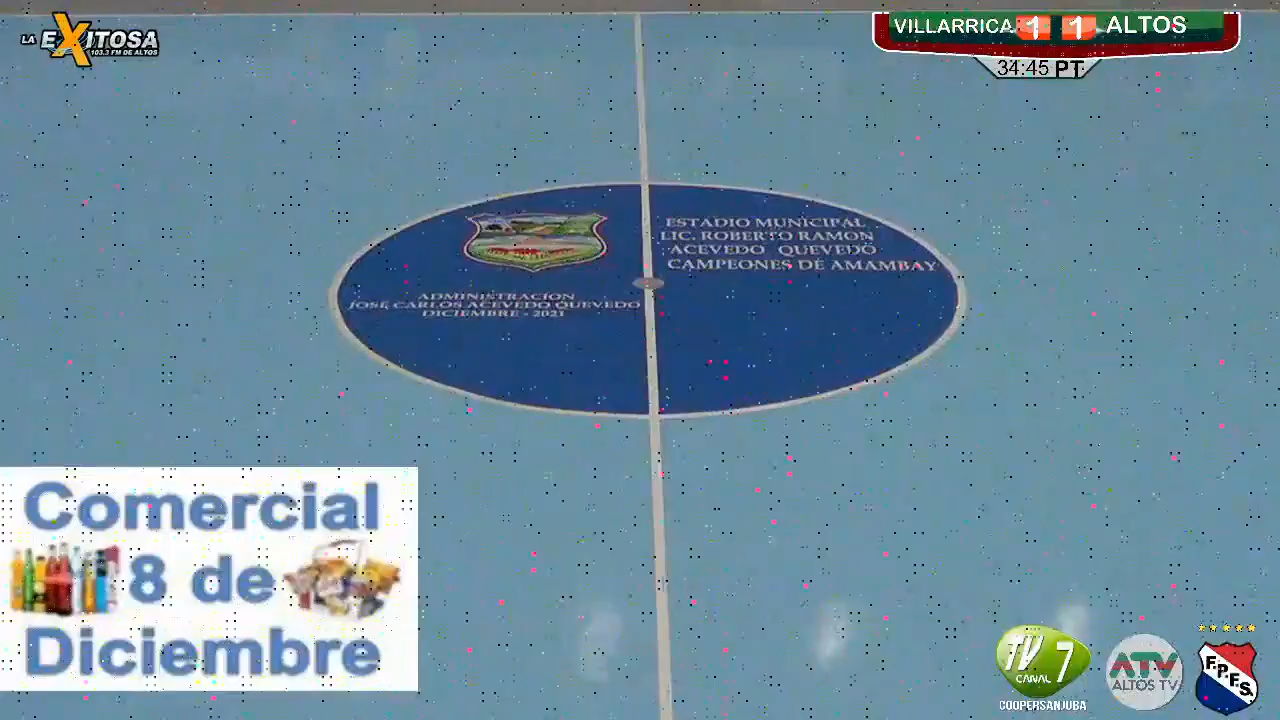 LA EXITOSA
103.3 FM DE ALTOS
VILLARRICA 1 1 ALTOS
34:45 PT
ESTADIO MUNICIPAL
LIC. ROBERTO RAMON
ACEVEDO QUEVEDO
CAMPEONES DE AMAMBAY
ADMINISTRACION
JOSE CARLOS ACEVEDO QUEVEDO
DICIEMBRE - 2021
Comercial
8 de
Diciembre
TV CANAL 7
COOPERSANJUBA
ATV
ALTOS TV
F.P.F.S.